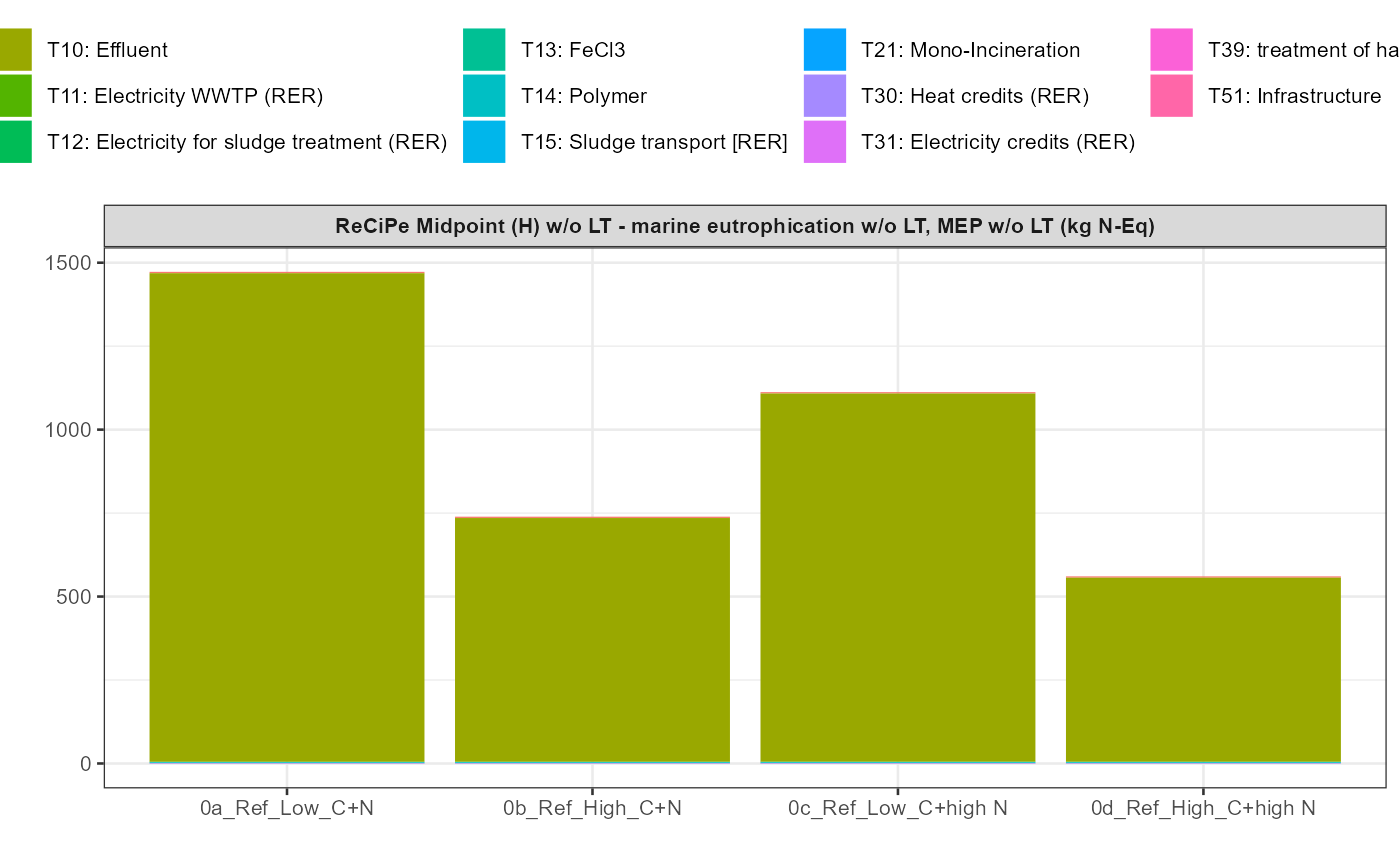 T10: Effluent
T11: Electricity WWTP (RER)
T12: Electricity for sludge treatment (RER)
T13: FeCl3
T14: Polymer
T15: Sludge transport [RER]
T21: Mono-Incineration
T30: Heat credits (RER)
T31: Electricity credits (RER)
T39: treatment of ha
T51: Infrastructure
ReCiPe Midpoint (H) w/o LT - marine eutrophication w/o LT, MEP w/o LT (kg N-Eq)
1500
1000
500
0
0a_Ref_Low_C+N
0b_Ref_High_C+N
0c_Ref_Low_C+high N
0d_Ref_High_C+high N